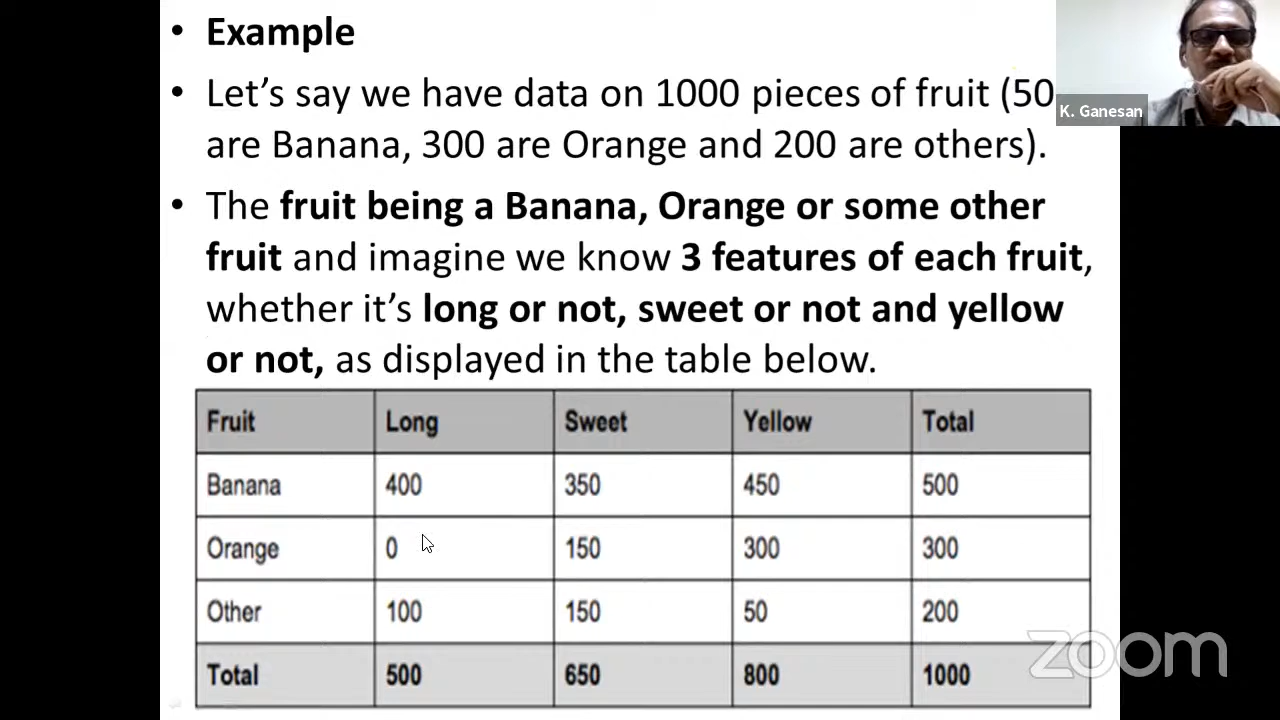 • Example
• Let's say we have data on 1000 pieces of fruit (50
are Banana, 300 are Orange and 200 are others).
• The fruit being a Banana, Orange or some other
fruit and imagine we know 3 features of each fruit,
whether it's long or not, sweet or not and yellow
or not, as displayed in the table below.
K. Ganesan
Fruit Long Sweet Yellow Total
Banana 400 350 450 500
Orange 0 150 300 300
Other 100 150 50 200
Total 500 650 800 1000
zoom